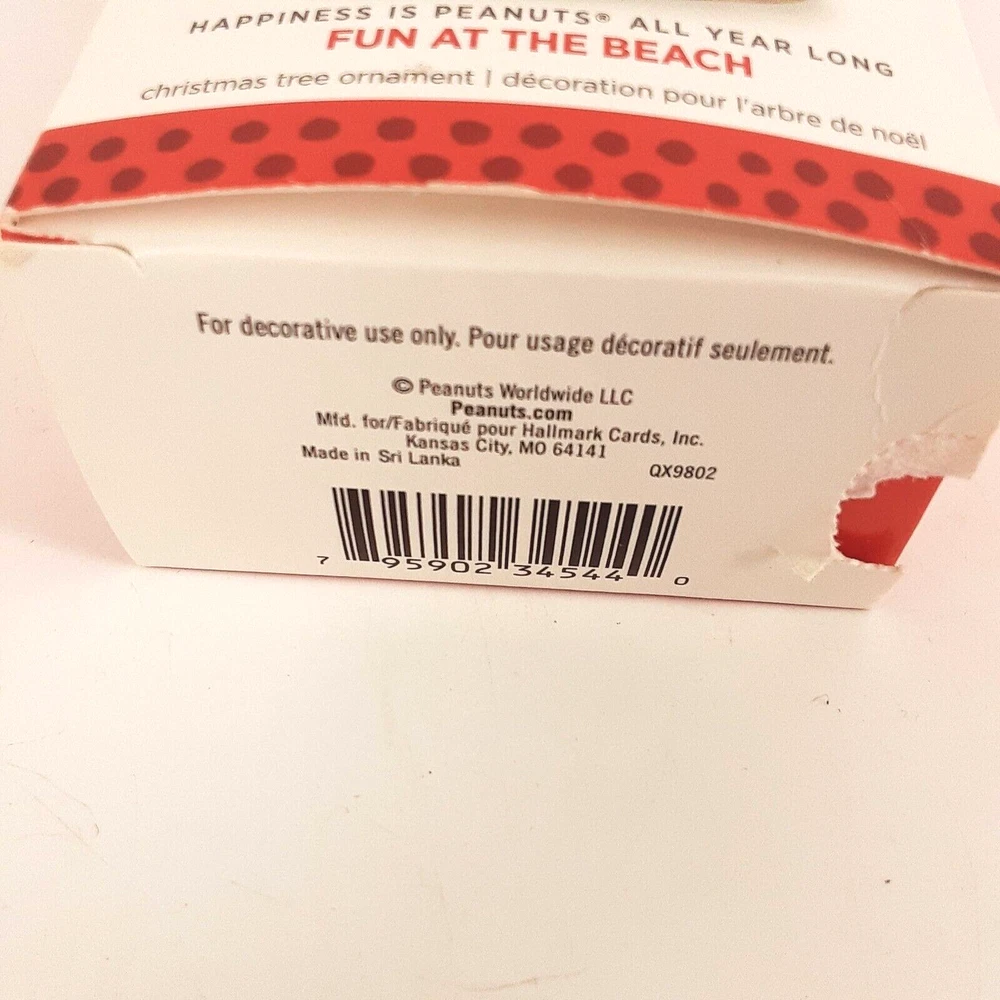 HAPPINESS IS PEANUTS® ALL YEAR LONG
FUN AT THE BEACH
christmas tree ornament | décoration pour l'arbre de noël
For decorative use only. Pour usage décoratif seulement.
© Peanuts Worldwide LLC
Peanuts.com
Mfd. for/Fabriqué pour Hallmark Cards, Inc.
Kansas City, MO 64141
Made in Sri Lanka
QX9802
7 95902 34544 0